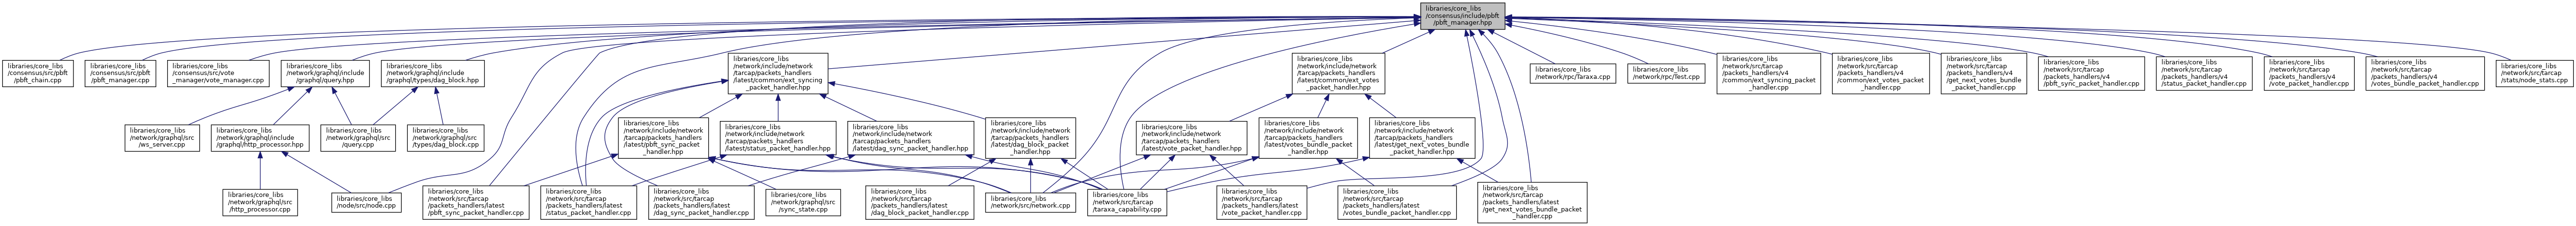 libraries/core_libs
/consensus/include/pbft
/pbft_manager.hpp
libraries/core_libs
/consensus/src/pbft
/pbft_chain.cpp
libraries/core_libs
/consensus/src/pbft
/pbft_manager.cpp
libraries/core_libs
/consensus/src/vote
_manager/vote_manager.cpp
libraries/core_libs
/network/graphql/include
/graphql/query.hpp
libraries/core_libs
/network/graphql/include
/graphql/types/dag_block.hpp
libraries/core_libs
/network/include/network
/tarcap/packets_handlers
/latest/common/ext_syncing
_packet_handler.hpp
libraries/core_libs
/network/include/network
/tarcap/packets_handlers
/latest/common/ext_votes
_packet_handler.hpp
libraries/core_libs
/network/rpc/Taraxa.cpp
libraries/core_libs
/network/rpc/Test.cpp
libraries/core_libs
/network/src/tarcap
/packets_handlers/v4
/common/ext_syncing_packet
_handler.cpp
libraries/core_libs
/network/src/tarcap
/packets_handlers/v4
/common/ext_votes_packet
_handler.cpp
libraries/core_libs
/network/src/tarcap
/packets_handlers/v4
/get_next_votes_bundle
_packet_handler.cpp
libraries/core_libs
/network/src/tarcap
/packets_handlers/v4
/pbft_sync_packet_handler.cpp
libraries/core_libs
/network/src/tarcap
/packets_handlers/v4
/status_packet_handler.cpp
libraries/core_libs
/network/src/tarcap
/packets_handlers/v4
/vote_packet_handler.cpp
libraries/core_libs
/network/src/tarcap
/packets_handlers/v4
/votes_bundle_packet_handler.cpp
libraries/core_libs
/network/src/tarcap
/stats/node_stats.cpp
libraries/core_libs
/network/graphql/src
/ws_server.cpp
libraries/core_libs
/network/graphql/include
/graphql/http_processor.hpp
libraries/core_libs
/network/graphql/src
/query.cpp
libraries/core_libs
/network/graphql/src
/types/dag_block.cpp
libraries/core_libs
/network/include/network
/tarcap/packets_handlers
/latest/pbft_sync_packet
_handler.hpp
libraries/core_libs
/network/include/network
/tarcap/packets_handlers
/latest/status_packet_handler.hpp
libraries/core_libs
/network/include/network
/tarcap/packets_handlers
/latest/dag_sync_packet_handler.hpp
libraries/core_libs
/network/include/network
/tarcap/packets_handlers
/latest/dag_block_packet
_handler.hpp
libraries/core_libs
/network/include/network
/tarcap/packets_handlers
/latest/vote_packet_handler.hpp
libraries/core_libs
/network/include/network
/tarcap/packets_handlers
/latest/votes_bundle_packet
_handler.hpp
libraries/core_libs
/network/include/network
/tarcap/packets_handlers
/latest/get_next_votes_bundle
_packet_handler.hpp
libraries/core_libs
/network/graphql/src
/http_processor.cpp
libraries/core_libs
/node/src/node.cpp
libraries/core_libs
/network/src/tarcap
/packets_handlers/latest
/pbft_sync_packet_handler.cpp
libraries/core_libs
/network/src/tarcap
/packets_handlers/latest
/status_packet_handler.cpp
libraries/core_libs
/network/src/tarcap
/packets_handlers/latest
/dag_sync_packet_handler.cpp
libraries/core_libs
/network/graphql/src
/sync_state.cpp
libraries/core_libs
/network/src/tarcap
/packets_handlers/latest
/dag_block_packet_handler.cpp
libraries/core_libs
/network/src/network.cpp
libraries/core_libs
/network/src/tarcap
/taraxa_capability.cpp
libraries/core_libs
/network/src/tarcap
/packets_handlers/latest
/vote_packet_handler.cpp
libraries/core_libs
/network/src/tarcap
/packets_handlers/latest
/votes_bundle_packet_handler.cpp
libraries/core_libs
/network/src/tarcap
/packets_handlers/latest
/get_next_votes_bundle_packet
_handler.cpp